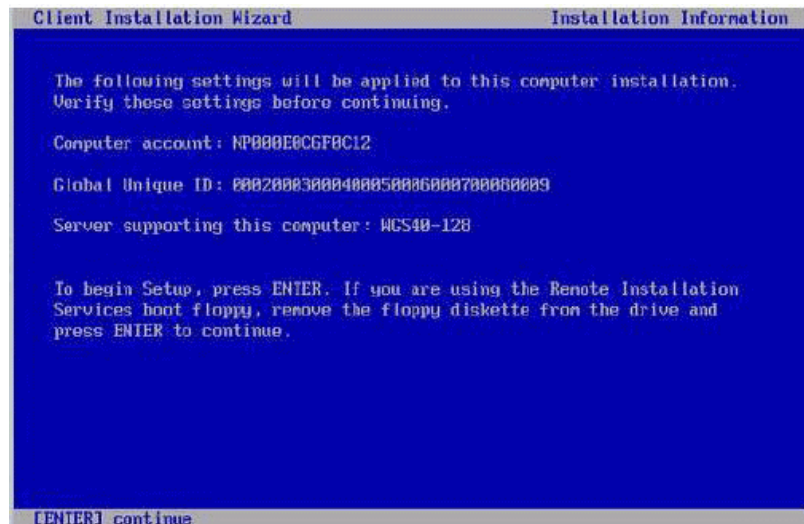 Client Installation Wizard Installation Information
The following settings will be applied to this computer installation.
Verify these settings before continuing.
Computer account: NP000E0CGF0C12
Global Unique ID: 00020003000400050006000700080009
Server supporting this computer: WGS40-128
To begin Setup, press ENTER. If you are using the Remote Installation
Services boot floppy, remove the floppy diskette from the drive and
press ENTER to continue.
[ENTER] continue